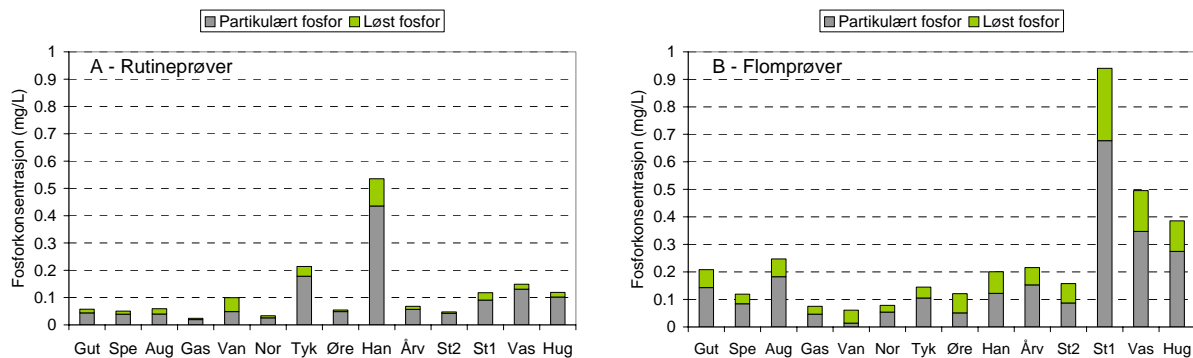 Partikulært fosfor Løst fosfor
A - Rutineprøver
Fosforkonsentrasjon (mg/L)
1
0.9
0.8
0.7
0.6
0.5
0.4
0.3
0.2
0.1
0
Gut Spe Aug Gas Van Nor Tyk Øre Han Årv St2 St1 Vas Hug
Partikulært fosfor Løst fosfor
B - Flomprøver
Fosforkonsentrasjon (mg/L)
1
0.9
0.8
0.7
0.6
0.5
0.4
0.3
0.2
0.1
0
Gut Spe Aug Gas Van Nor Tyk Øre Han Årv St2 St1 Vas Hug